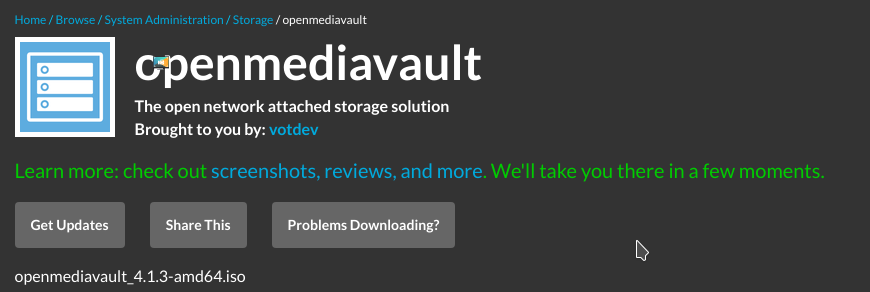 Home / Browse / System Administration / Storage / openmediavault
openmediavault
The open network attached storage solution
Brought to you by: votdev
Learn more: check out screenshots, reviews, and more. We'll take you there in a few moments.
Get Updates
Share This
Problems Downloading?
openmediavault_4.1.3-amd64.iso